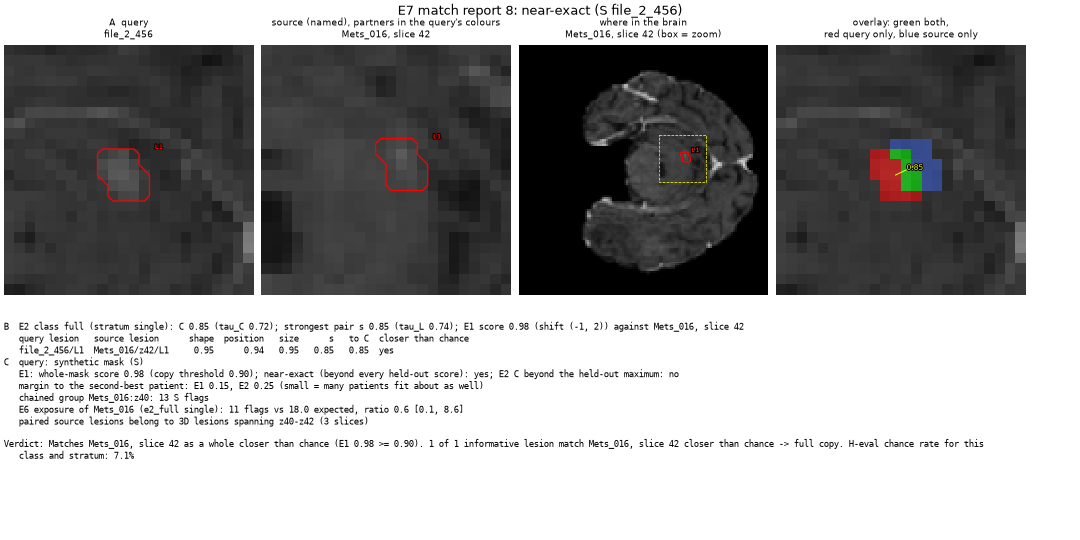 E7 match report 8: near-exact (S file_2_456)
A query
file_2_456
source (named), partners in the query's colours
Mets_016, slice 42
where in the brain
Mets_016, slice 42 (box = zoom)
overlay: green both,
red query only, blue source only
L1
L1
L1
0.85
B E2 class full (stratum single): C 0.85 (tau_C 0.72); strongest pair s 0.85 (tau_L 0.74); E1 score 0.98 (shift (-1, 2)) against Mets_016, slice 42
query lesion source lesion shape position size s to C closer than chance
file_2_456/L1 Mets_016/z42/L1 0.95 0.94 0.95 0.85 0.85 yes
C query: synthetic mask (S)
E1: whole-mask score 0.98 (copy threshold 0.90); near-exact (beyond every held-out score): yes; E2 C beyond the held-out maximum: no
margin to the second-best patient: E1 0.15, E2 0.25 (small = many patients fit about as well)
chained group Mets_016:z40: 13 S flags
E6 exposure of Mets_016 (e2_full single): 11 flags vs 18.0 expected, ratio 0.6 [0.1, 8.6]
paired source lesions belong to 3D lesions spanning z40-z42 (3 slices)
Verdict: Matches Mets_016, slice 42 as a whole closer than chance (E1 0.98 >= 0.90). 1 of 1 informative lesion match Mets_016, slice 42 closer than chance -> full copy. H-eval chance rate for this
class and stratum: 7.1%